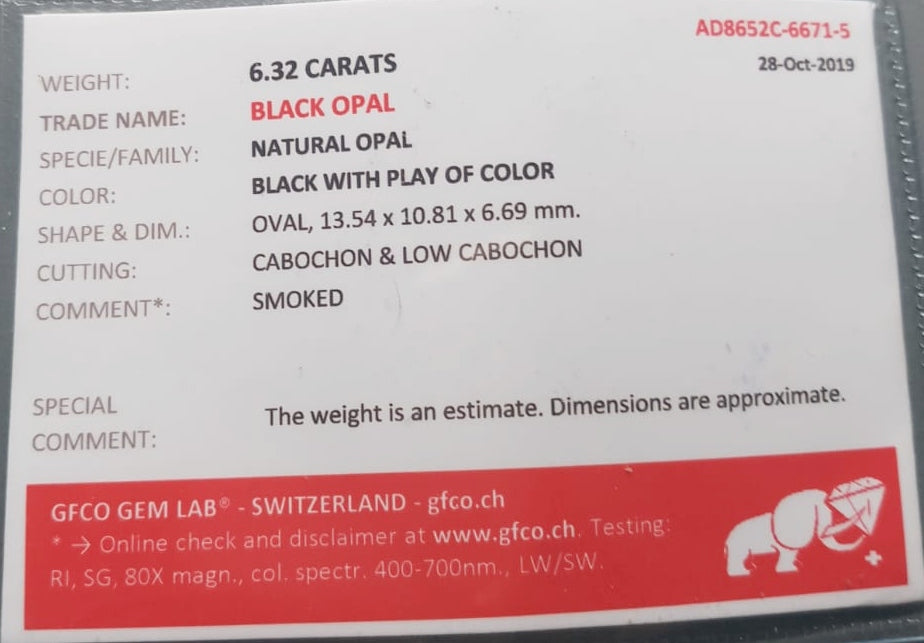 AD8652C-6671-5
28-Oct-2019
WEIGHT: 6.32 CARATS
TRADE NAME: BLACK OPAL
SPECIE/FAMILY: NATURAL OPAL
COLOR: BLACK WITH PLAY OF COLOR
SHAPE & DIM.: OVAL, 13.54 x 10.81 x 6.69 mm.
CUTTING: CABOCHON & LOW CABOCHON
COMMENT*: SMOKED
SPECIAL COMMENT: The weight is an estimate. Dimensions are approximate.
GFCO GEM LAB® - SWITZERLAND - gfco.ch
* → Online check and disclaimer at www.gfco.ch. Testing:
RI, SG, 80X magn., col. spectr. 400-700nm., LW/SW.